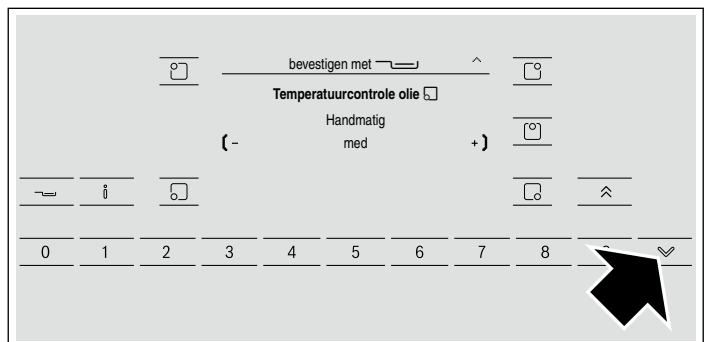 bevestigen met
Temperatuurcontrole olie
Handmatig
- med +
i
0 1 2 3 4 5 6 7 8